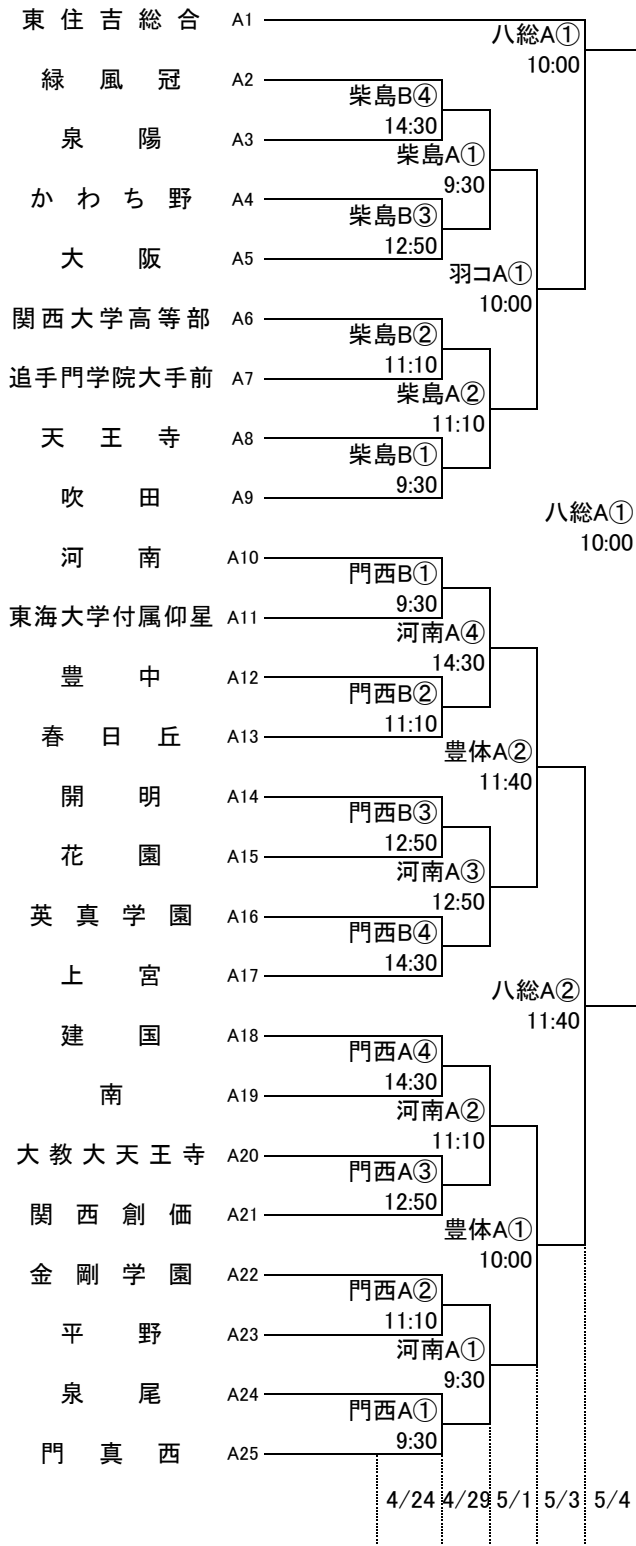 東住吉総合 A1
八総A①
10:00
緑風冠 A2
柴島B④
14:30
泉陽 A3
柴島A①
9:30
かわち野 A4
柴島B③
12:50
大阪 A5
羽コA①
10:00
関西大学高等部 A6
柴島B②
11:10
追手門学院大手前 A7
柴島A②
11:10
天王寺 A8
柴島B①
9:30
吹田 A9
八総A①
10:00
河南 A10
門西B①
9:30
東海大学付属仰星 A11
河南A④
14:30
豊中 A12
門西B②
11:10
春日丘 A13
豊体A②
11:40
開明 A14
門西B③
12:50
花園 A15
河南A③
12:50
英真学園 A16
門西B④
14:30
上宮 A17
八総A②
11:40
建国 A18
門西A④
14:30
南 A19
河南A②
11:10
大教大天王寺 A20
門西A③
12:50
関西創価 A21
豊体A①
10:00
金剛学園 A22
門西A②
11:10
平野 A23
河南A①
9:30
泉尾 A24
門西A①
9:30
門真西 A25
4/24 4/29 5/1 5/3 5/4